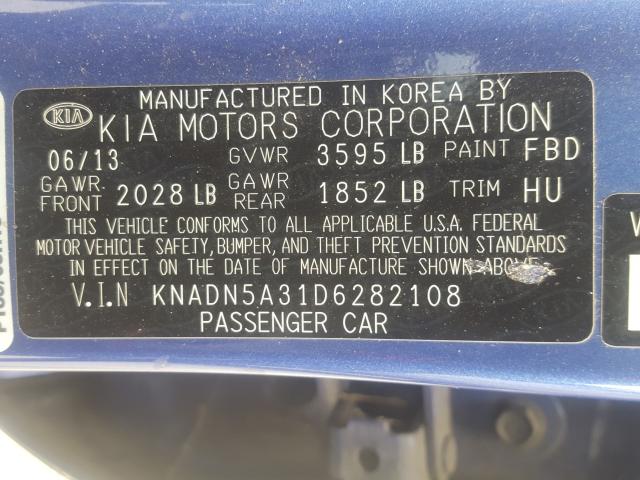 MANUFACTURED IN KOREA BY
KIA KIA MOTORS CORPORATION
06/13 GVWR 3595 LB PAINT FBD
GAWR FRONT 2028 LB GAWR REAR 1852 LB TRIM HU
THIS VEHICLE CONFORMS TO ALL APPLICABLE U.S.A. FEDERAL
MOTOR VEHICLE SAFETY, BUMPER, AND THEFT PREVENTION STANDARDS
IN EFFECT ON THE DATE OF MANUFACTURE SHOWN ABOVE
V.I.N KNADN5A31D6282108
PASSENGER CAR